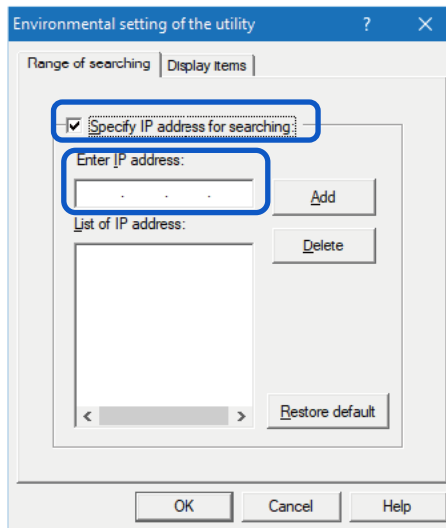 Environmental setting of the utility ?
Range of searching Display items
Specify IP address for searching:
Enter IP address:
. . .
Add
List of IP address:
Delete
Restore default
OK Cancel Help